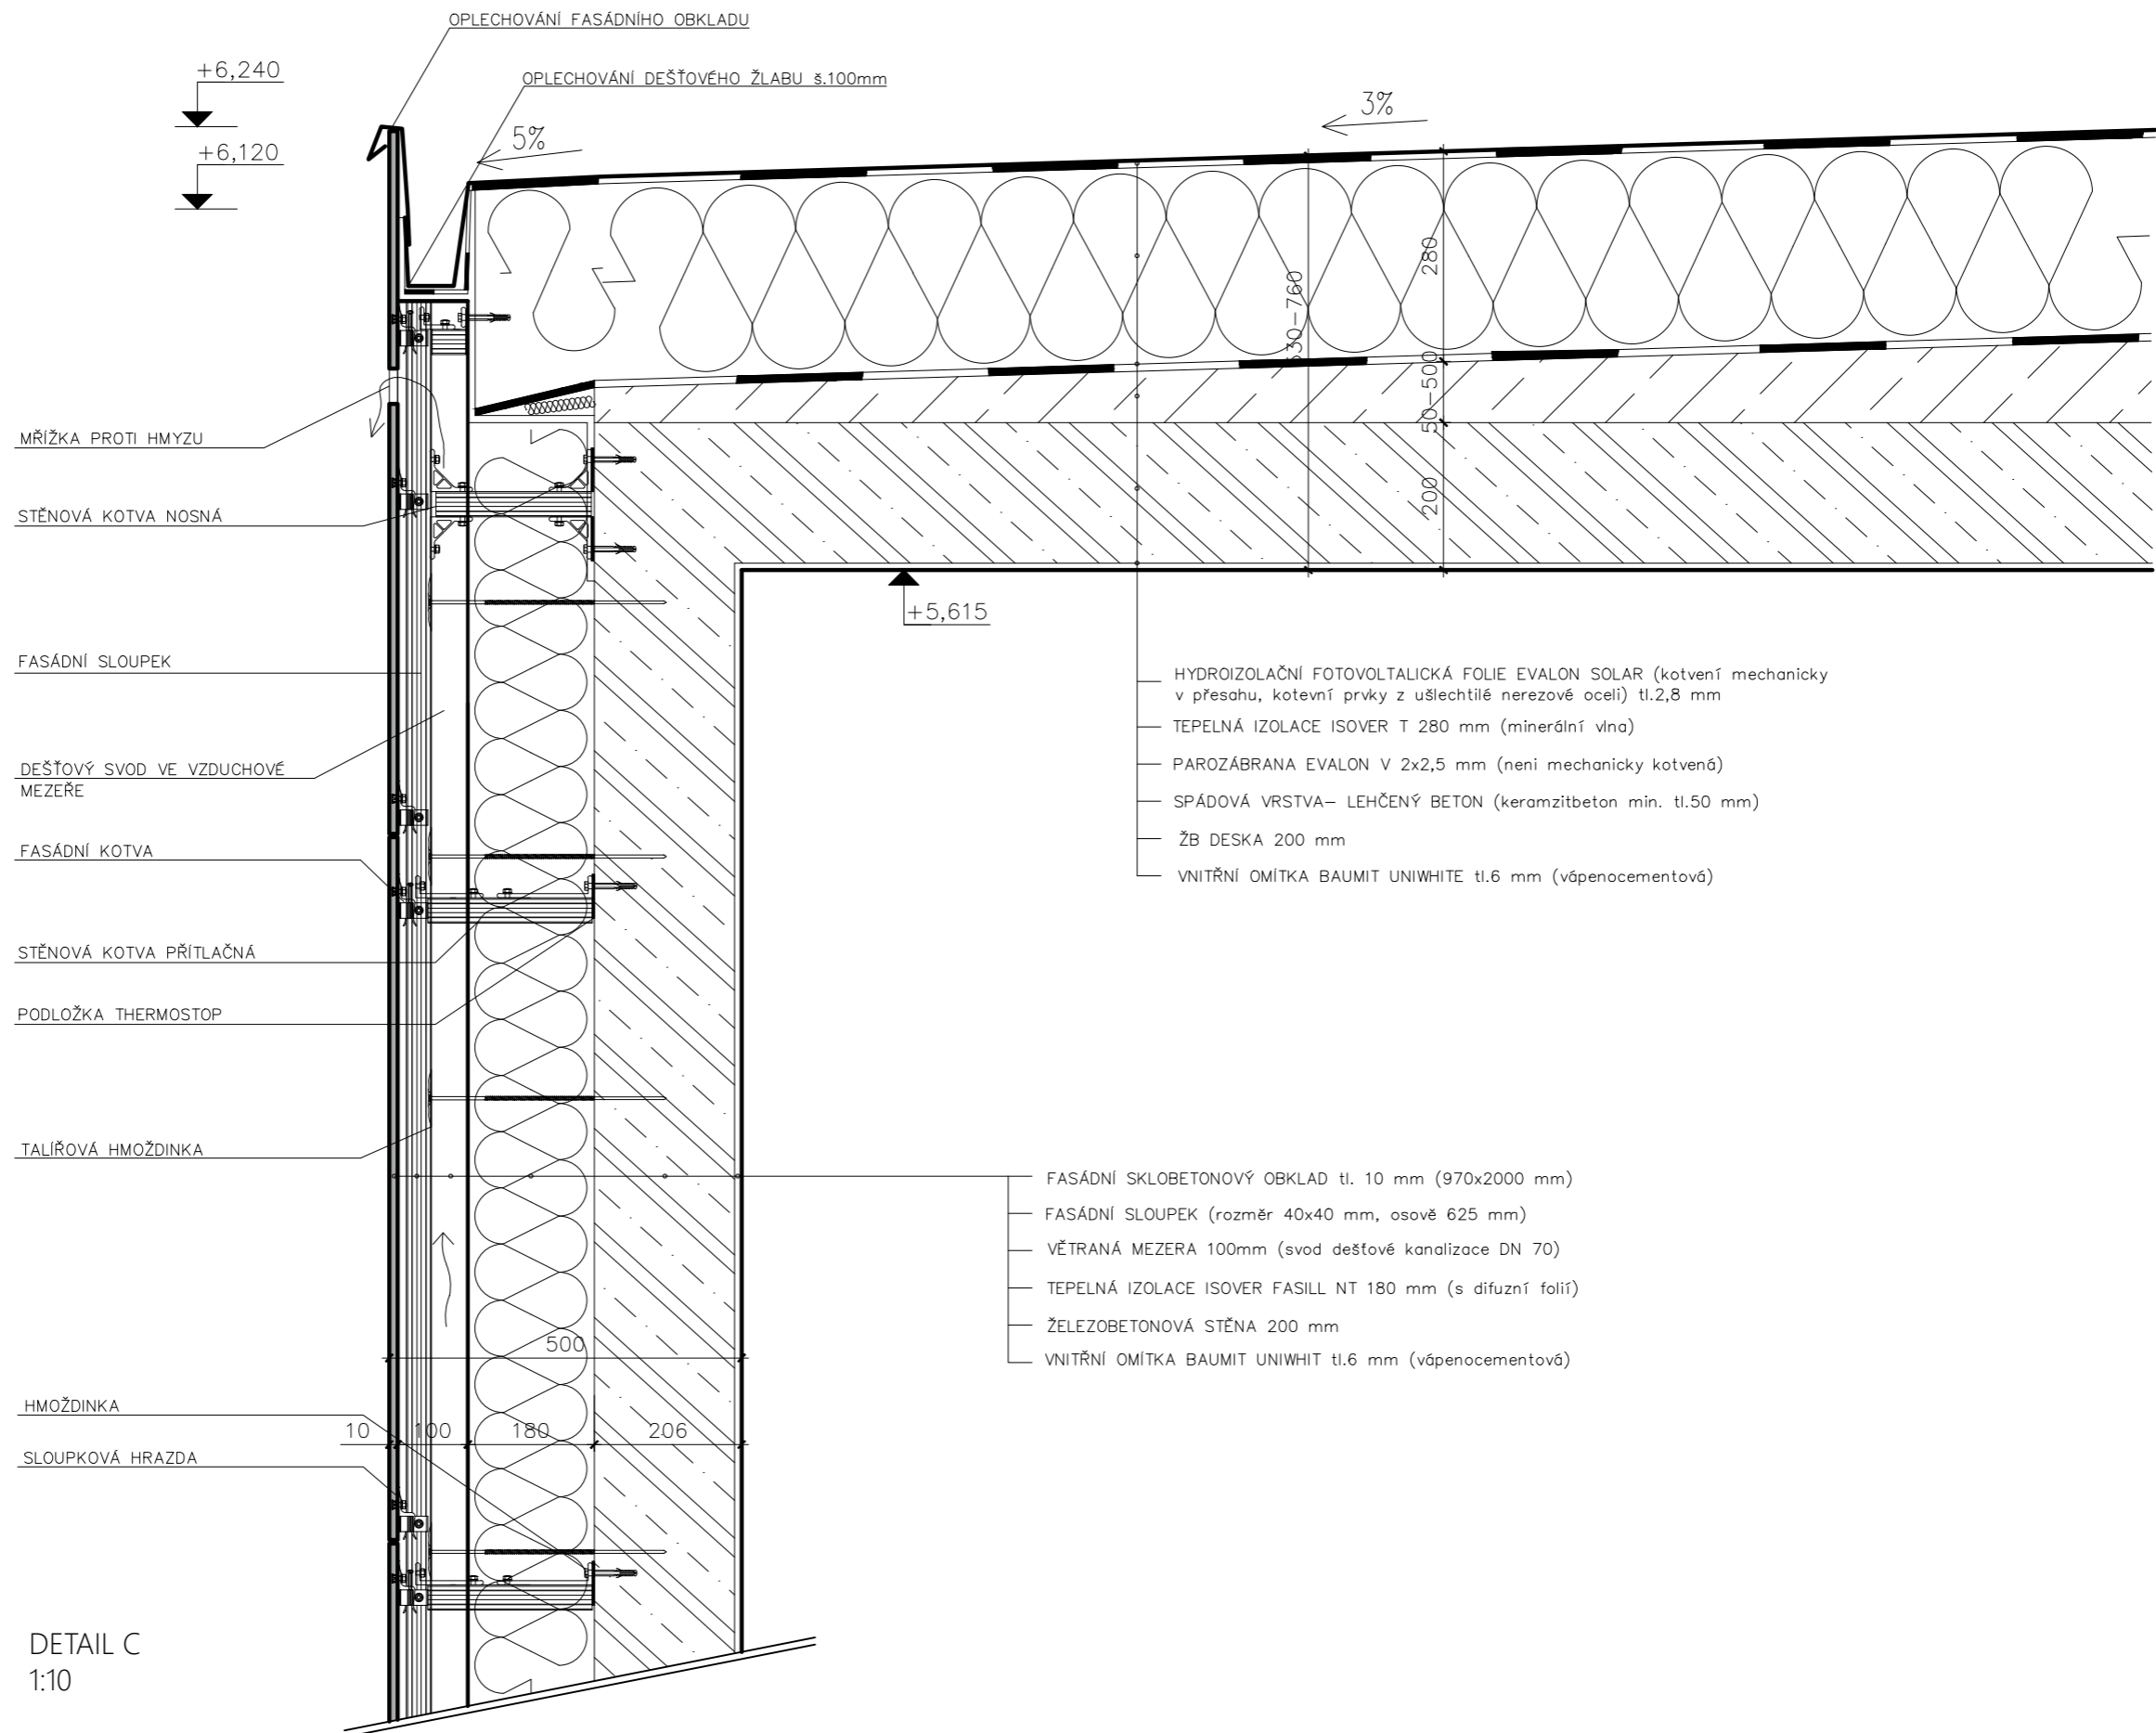 OPLECHOVÁNÍ FASÁDNÍHO OBKLADU
+6,240
OPLECHOVÁNÍ DEŠŤOVÉHO ŽLABU š.100mm
3%
5%
+6,120
280
530-760
50-500
200
MŘÍŽKA PROTI HMYZU
STĚNOVÁ KOTVA NOSNÁ
+5,615
FASÁDNÍ SLOUPEK
DEŠŤOVÝ SVOD VE VZDUCHOVÉ
MEZEŘE
FASÁDNÍ KOTVA
STĚNOVÁ KOTVA PŘÍTLAČNÁ
PODLOŽKA THERMOSTOP
TALÍŘOVÁ HMOŽDINKA
HYDROIZOLAČNÍ FOTOVOLTALICKÁ FOLIE EVALON SOLAR (kotvení mechanicky
v přesahu, kotevní prvky z ušlechtilé nerezové oceli) tl.2,8 mm
TEPELNÁ IZOLACE ISOVER T 280 mm (minerální vlna)
PAROZÁBRANA EVALON V 2x2,5 mm (neni mechanicky kotvená)
SPÁDOVÁ VRSTVA– LEHČENÝ BETON (keramzitbeton min. tl.50 mm)
ŽB DESKA 200 mm
VNITŘNÍ OMÍTKA BAUMIT UNIWHITE tl.6 mm (vápenocementová)
FASÁDNÍ SKLOBETONOVÝ OBKLAD tl. 10 mm (970x2000 mm)
FASÁDNÍ SLOUPEK (rozměr 40x40 mm, osově 625 mm)
VĚTRANÁ MEZERA 100mm (svod dešťové kanalizace DN 70)
TEPELNÁ IZOLACE ISOVER FASILL NT 180 mm (s difuzní folií)
ŽELEZOBETONOVÁ STĚNA 200 mm
VNITŘNÍ OMÍTKA BAUMIT UNIWHIT tl.6 mm (vápenocementová)
500
HMOŽDINKA
10 100 180 206
SLOUPKOVÁ HRAZDA
DETAIL C
1:10